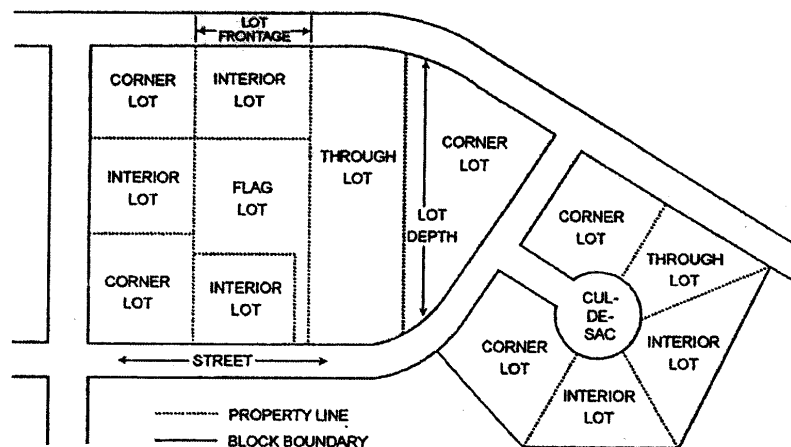 LOT
FRONTAGE
CORNER
LOT
INTERIOR
LOT
THROUGH
LOT
CORNER
LOT
INTERIOR
LOT
FLAG
LOT
LOT
DEPTH
CORNER
LOT
INTERIOR
LOT
STREET
CORNER
LOT
THROUGH
LOT
CUL-
DE-
SAC
CORNER
LOT
INTERIOR
LOT
INTERIOR
LOT
PROPERTY LINE
BLOCK BOUNDARY